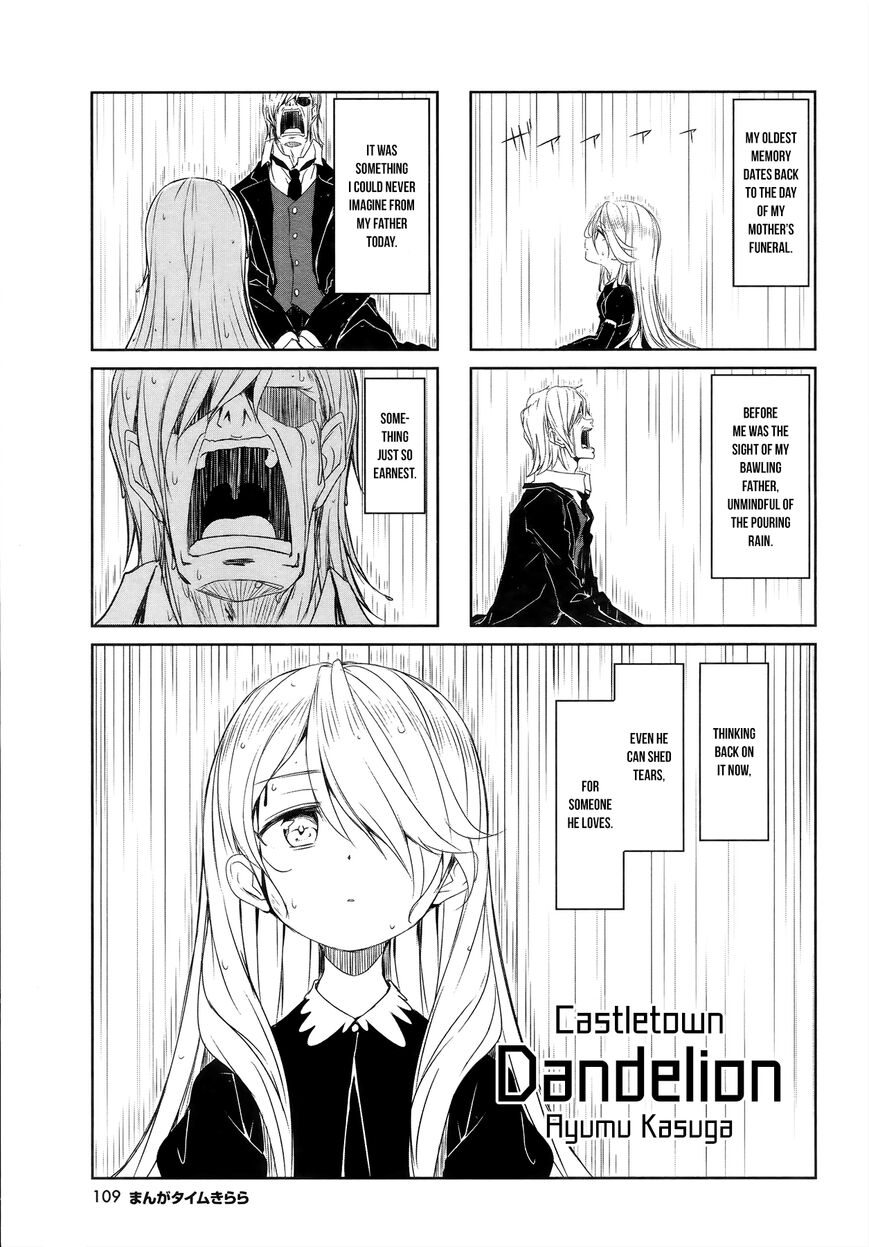 MY OLDEST
MEMORY
DATES BACK
TO THE DAY
OF MY
MOTHER'S
FUNERAL.
ザァァァァ
BEFORE
ME WAS THE
SIGHT OF MY
BAWLING
FATHER,
UNMINDFUL OF
THE POURING
RAIN.
IT WAS
SOMETHING
I COULD NEVER
IMAGINE FROM
MY FATHER
TODAY.
SOME-
THING
JUST SO
EARNEST.
THINKING
BACK ON
IT NOW,
EVEN HE
CAN SHED
TEARS,
FOR
SOMEONE
HE LOVES.
Castletown
Dandelion
Ayumu Kasuga
109 まんがタイムきらら